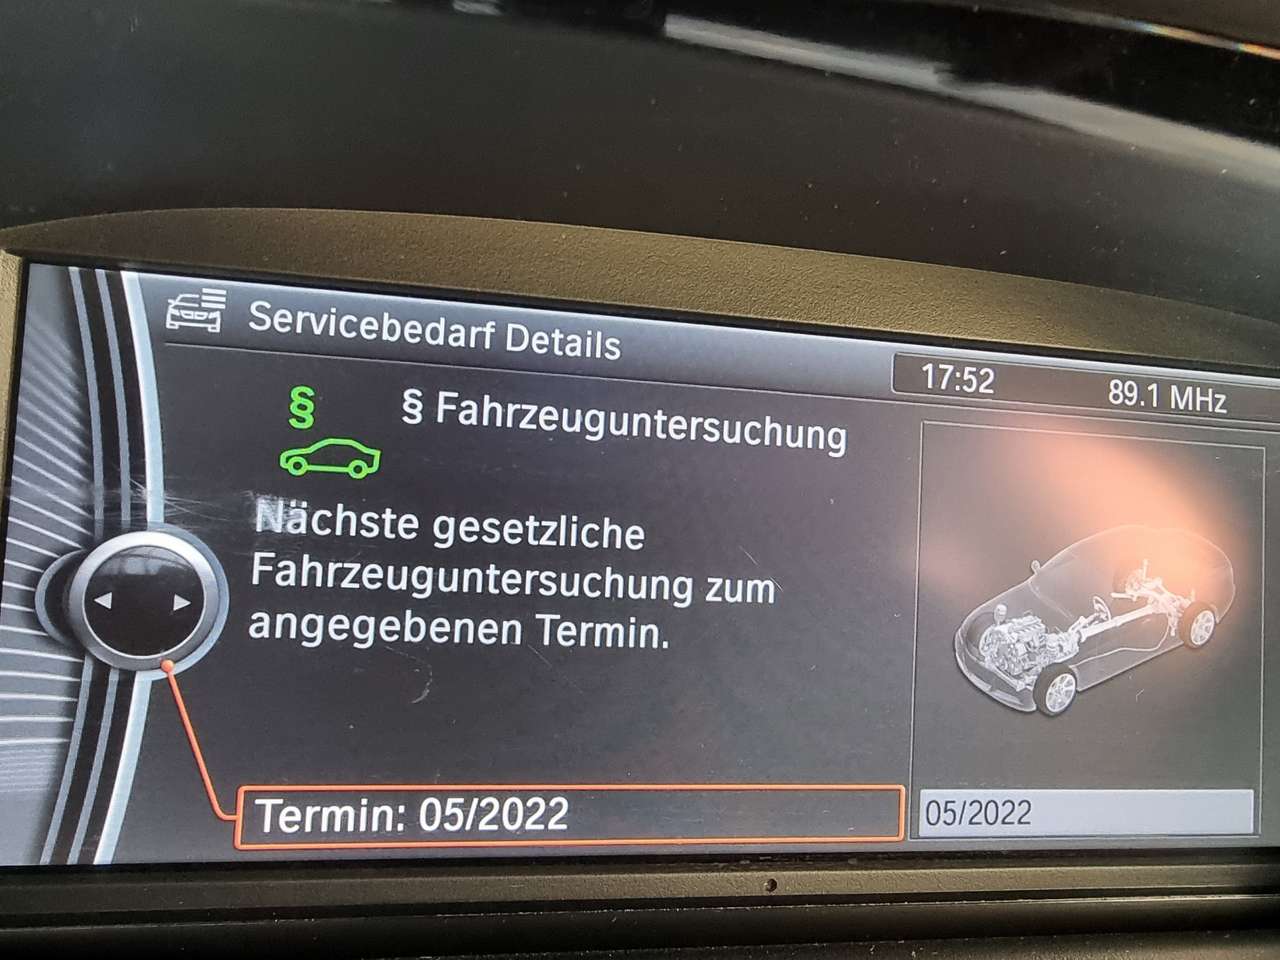 Servicebedarf Details
17:52 89.1 MHz
§
§ Fahrzeuguntersuchung
Nächste gesetzliche
Fahrzeuguntersuchung zum
angegebenen Termin.
Termin: 05/2022
05/2022